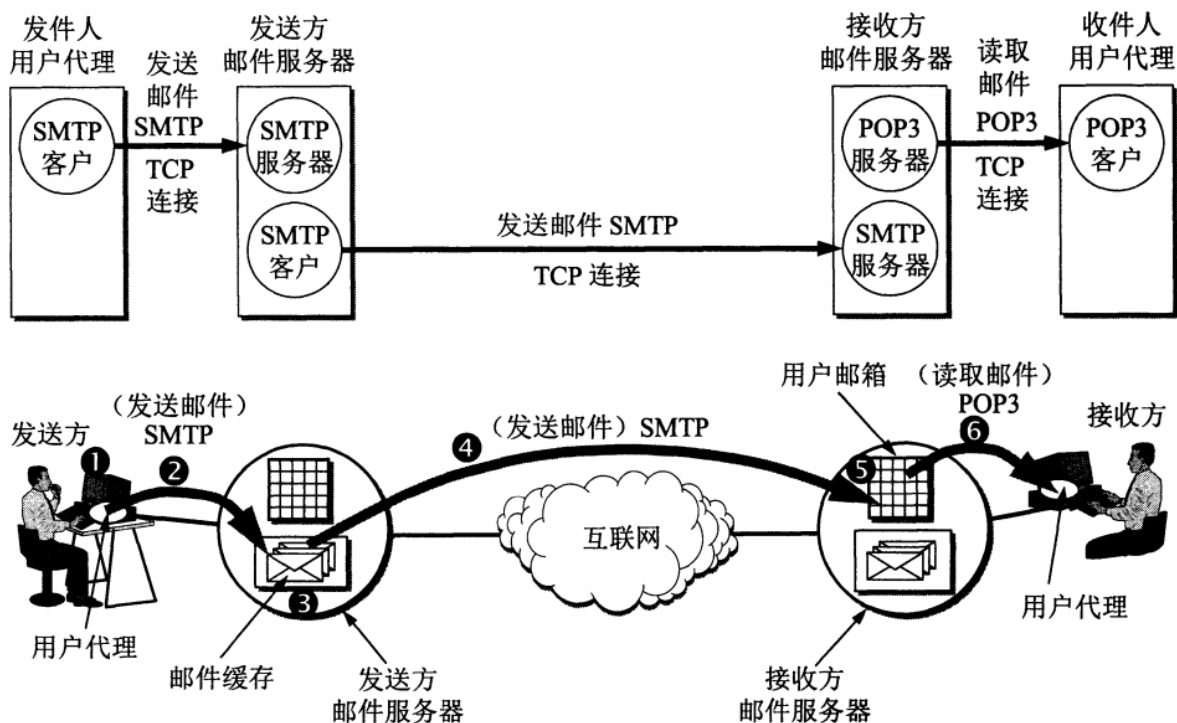 发件人
用户代理
发送
邮件
SMTP
TCP
连接
发送方
邮件服务器
接收方
邮件服务器
读取
邮件
POP3
TCP
连接
收件人
用户代理
SMTP
客户
SMTP
服务器
SMTP
客户
发送邮件 SMTP
TCP 连接
POP3
服务器
SMTP
服务器
POP3
客户
发送方
(发送邮件)
SMTP
(发送邮件) SMTP
用户邮箱
(读取邮件)
POP3
接收方
❶
❷
❸
❹
❺
❻
互联网
用户代理
邮件缓存
发送方
邮件服务器
接收方
邮件服务器
用户代理